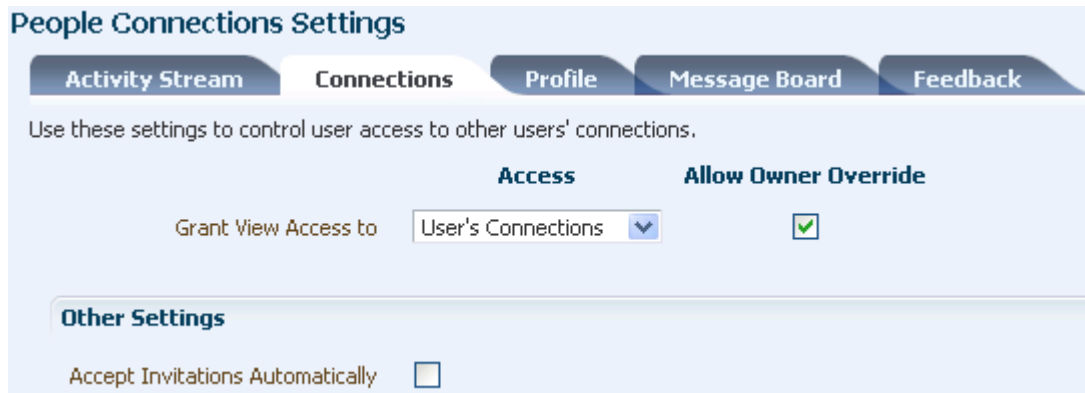 People Connections Settings
Activity Stream Connections Profile Message Board Feedback
Use these settings to control user access to other users' connections.
Access Allow Owner Override
Grant View Access to User's Connections
Other Settings
Accept Invitations Automatically